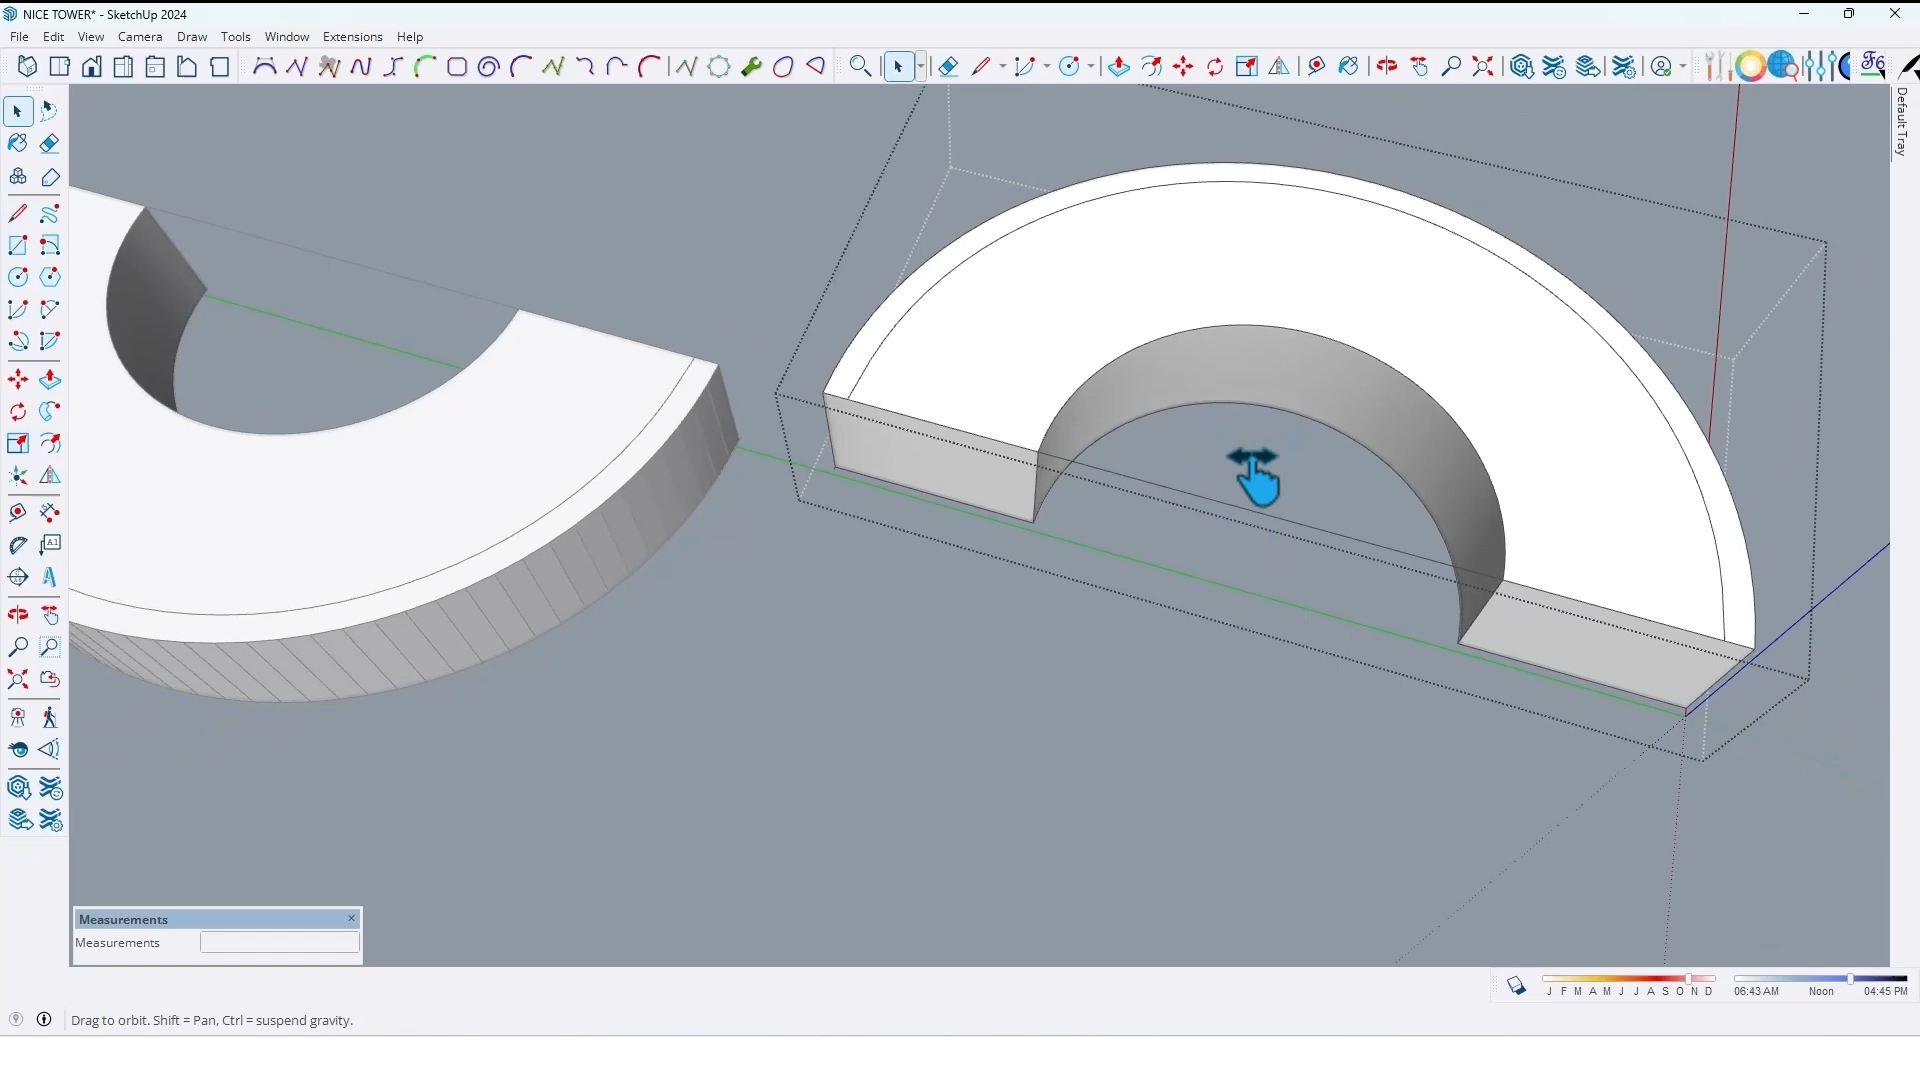 NICE TOWER* - SketchUp 2024
File Edit View Camera Draw Tools Window Extensions Help
Default Tray
A1
Measurements
Measurements
J F M A M J J A S O N D
06:43 AM Noon 04:45 PM
Drag to orbit. Shift = Pan, Ctrl = suspend gravity.